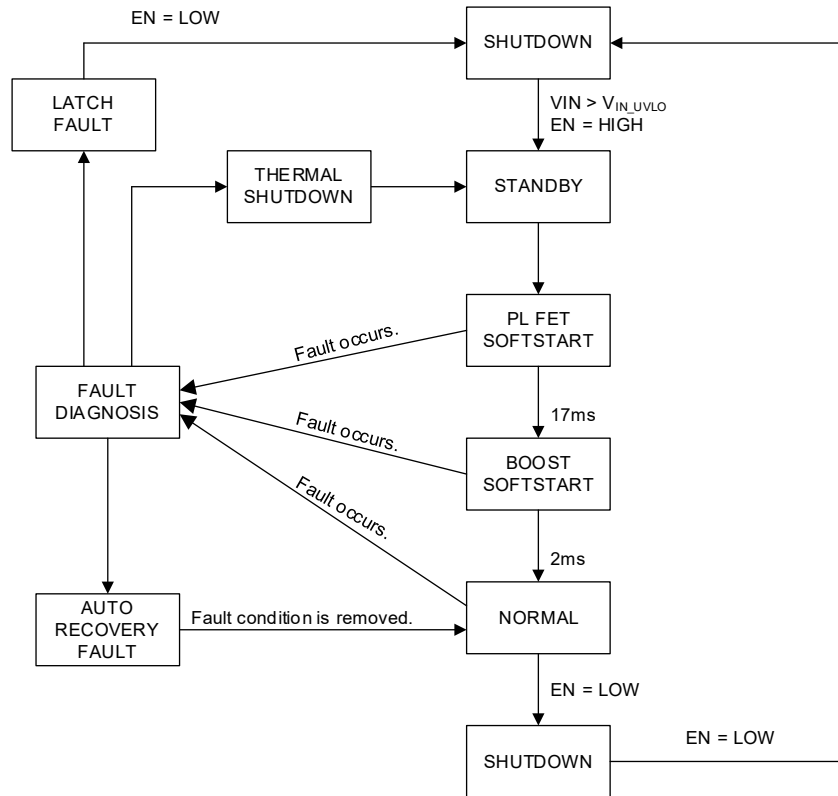 EN = LOW
SHUTDOWN
LATCH
FAULT
VIN > VIN_UVLO
EN = HIGH
THERMAL
SHUTDOWN
STANDBY
PL FET
SOFTSTART
Fault occurs.
FAULT
DIAGNOSIS
17ms
Fault occurs.
BOOST
SOFTSTART
Fault occurs.
2ms
AUTO
RECOVERY
FAULT
Fault condition is removed.
NORMAL
EN = LOW
SHUTDOWN
EN = LOW